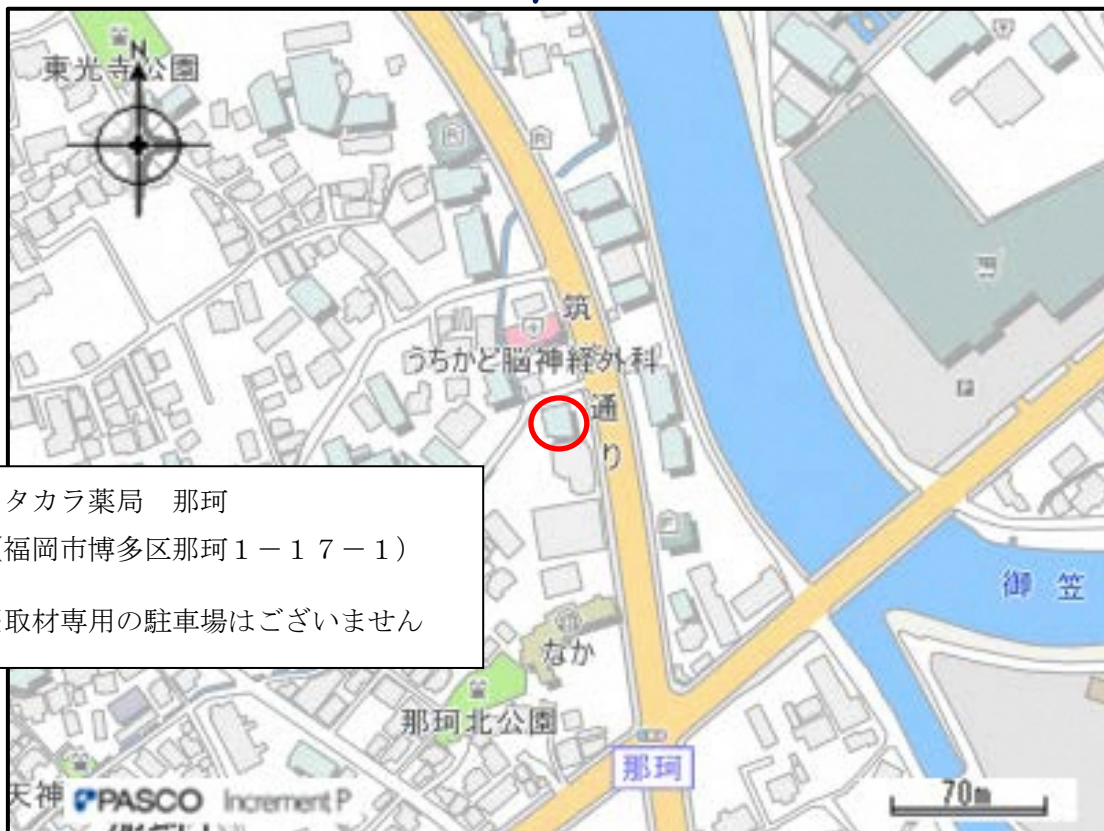 N
東光寺公園
筑
うちかど脳神経外科
通
り
タカラ薬局 那珂
(福岡市博多区那珂1-17-1)
取材専用の駐車場はございません
御笠
なか
那珂北公園
那珂
天神
PASCO Increment P
70m